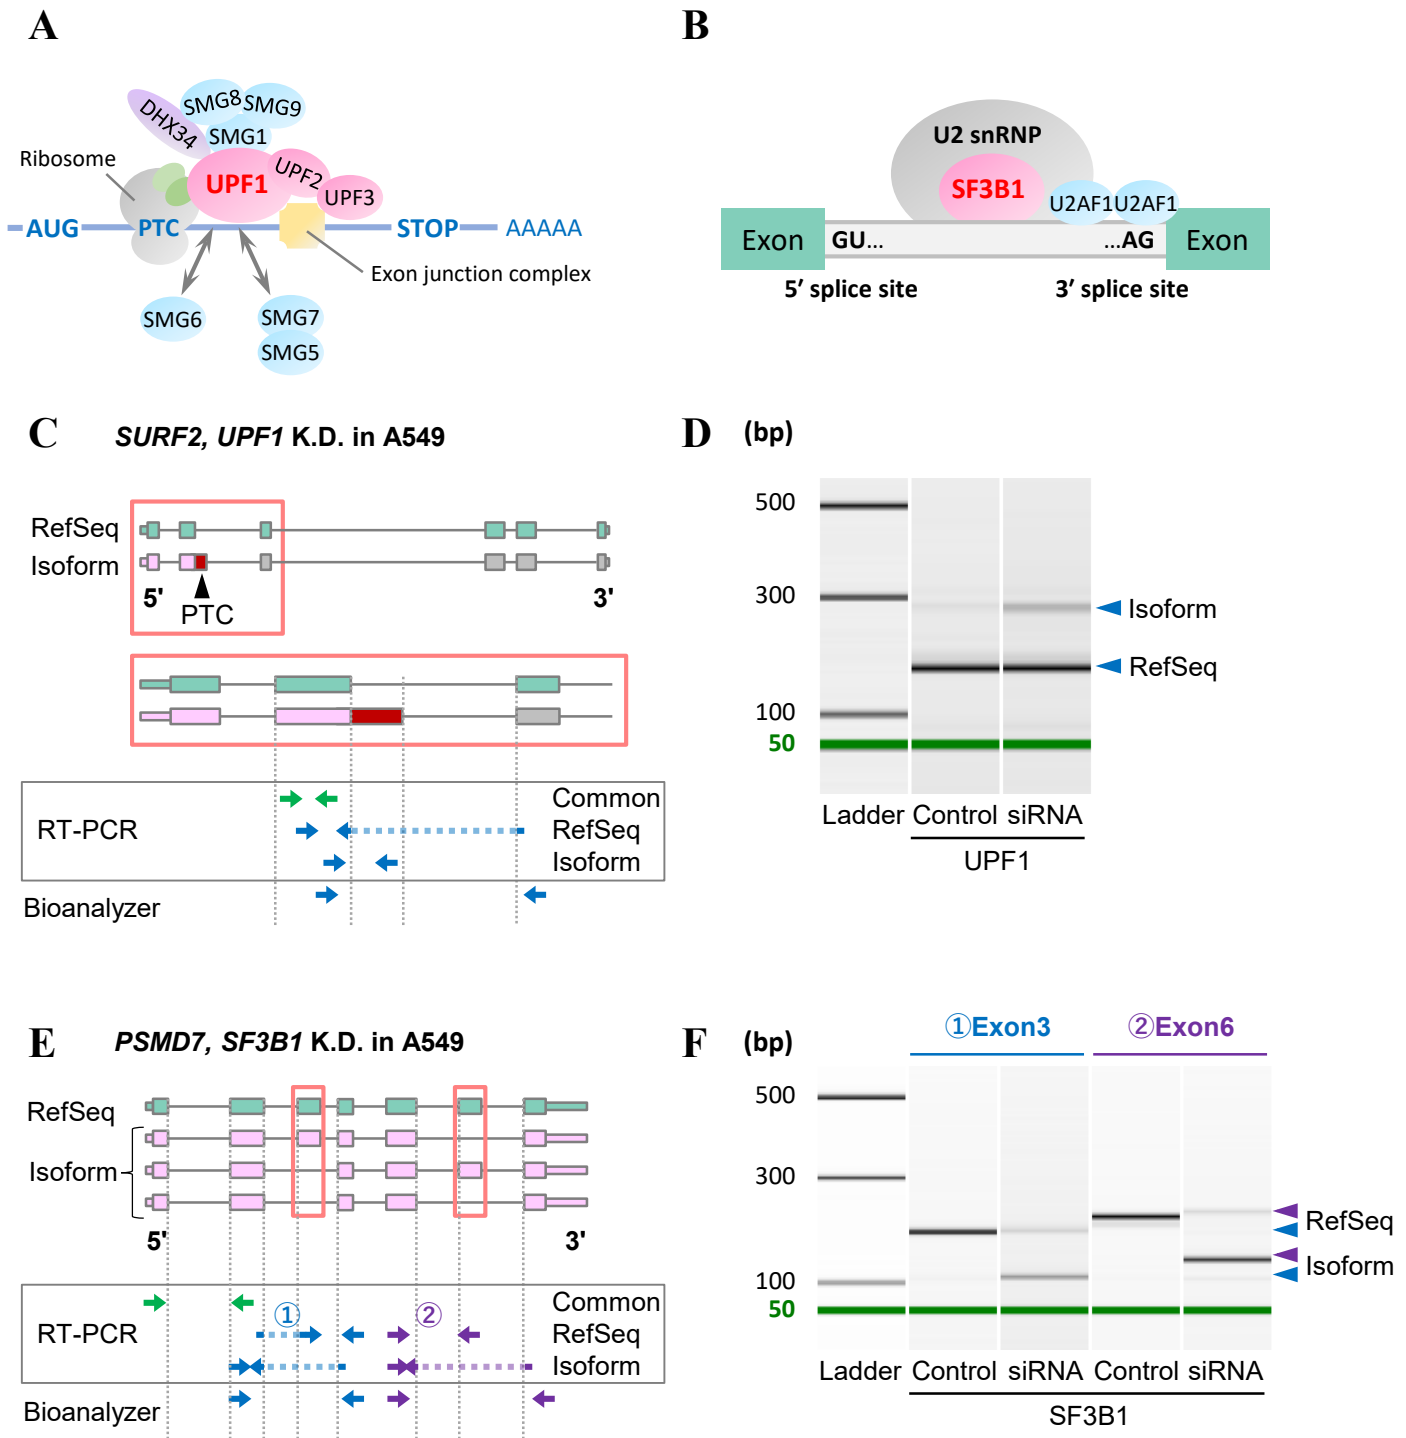 A
DHX34
SMG8
SMG9
SMG1
Ribosome
UPF1
UPF2
UPF3
AUG
PTC
STOP
AAAAA
Exon junction complex
SMG6
SMG7
SMG5
B
U2 snRNP
SF3B1
U2AF1
U2AF1
Exon
GU...
...AG
Exon
5′ splice site
3′ splice site
C
SURF2, UPF1 K.D. in A549
RefSeq
Isoform
5'
PTC
3'
RT-PCR
Common
RefSeq
Isoform
Bioanalyzer
D
(bp)
500
300
100
50
Isoform
RefSeq
Ladder Control siRNA
UPF1
E
PSMD7, SF3B1 K.D. in A549
RefSeq
Isoform
5'
3'
RT-PCR
① ②
Common
RefSeq
Isoform
Bioanalyzer
F
(bp)
①Exon3 ②Exon6
500
300
100
50
RefSeq
Isoform
Ladder Control siRNA Control siRNA
SF3B1